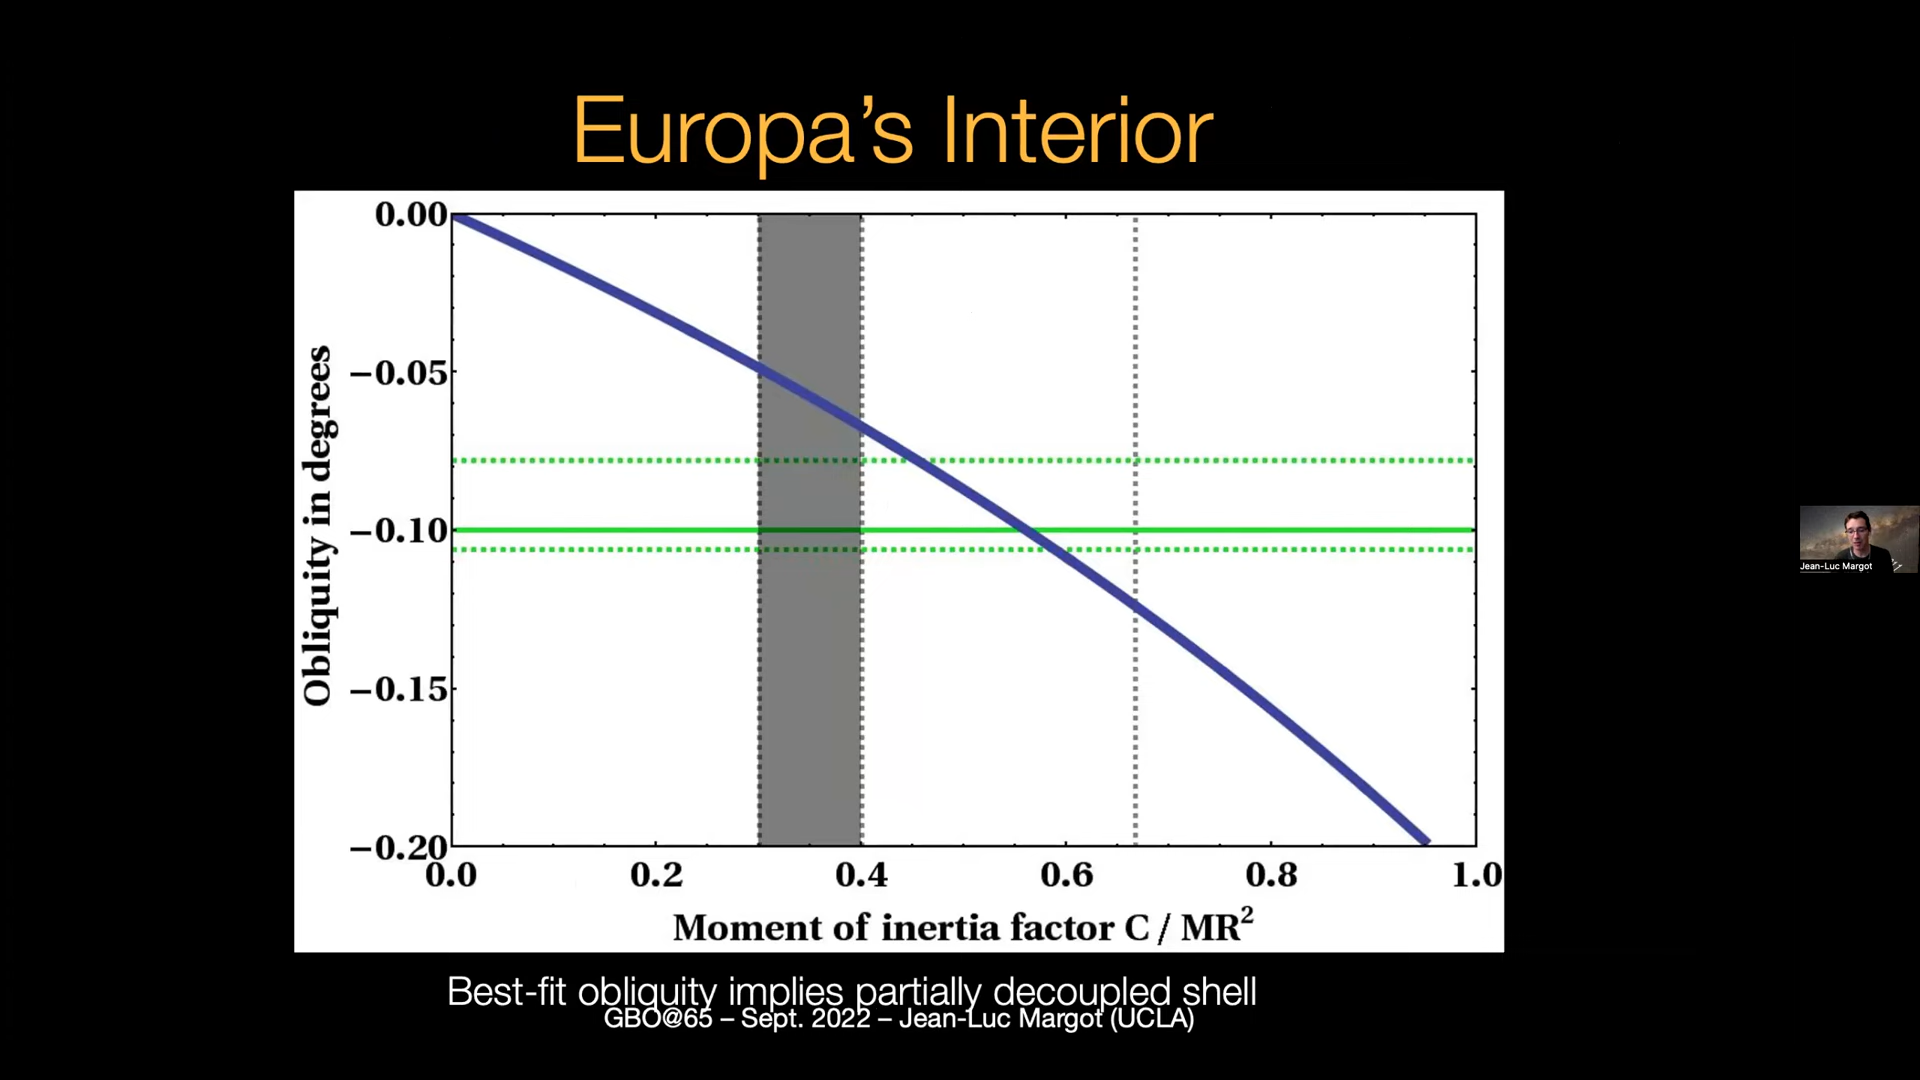 Europa’s Interior
0.00
−0.05
−0.10
−0.15
−0.20
Obliquity in degrees
0.0 0.2 0.4 0.6 0.8 1.0
Moment of inertia factor C / MR²
Best-fit obliquity implies partially decoupled shell
GBO@65 – Sept. 2022 – Jean-Luc Margot (UCLA)
Jean-Luc Margot